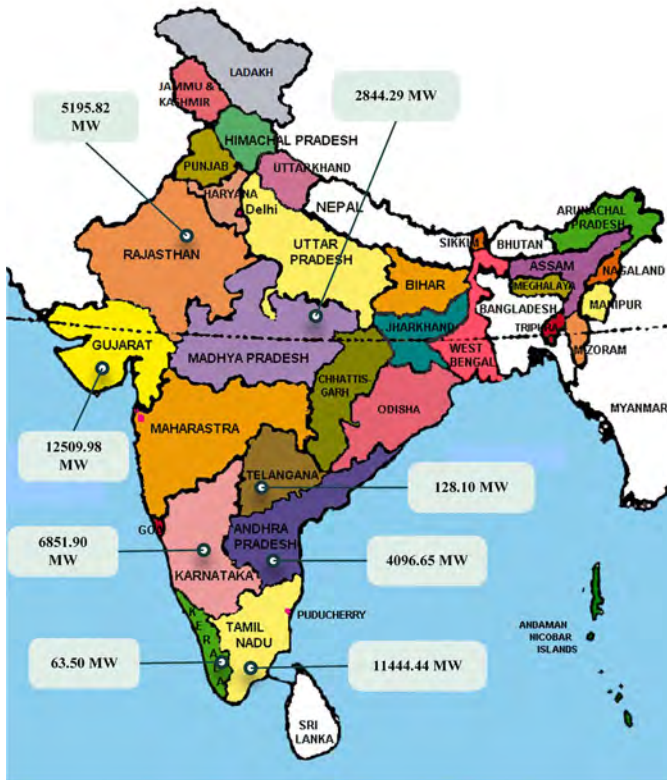 LADAKH
2844.29 MW
JAMMU &
KASHMIR
5195.82
MW
HIMACHAL PRADESH
PUNJAB
UTTARKHAND
HARYANA
Delhi
NEPAL
ARUNACHAL
PRADESH
RAJASTHAN
UTTAR
PRADESH
SIKKIM
BHUTAN
ASSAM
NAGALAND
BIHAR
MEGHALAYA
BANGLADESH
MANIPUR
GUJARAT
JHARKHAND
TRIPURA
MADHYA PRADESH
WEST
BENGAL
MIZORAM
CHHATTIS-
GARH
ODISHA
MYANMAR
MAHARASTRA
12509.98
MW
TELANGANA
128.10 MW
GOA
ANDHRA
PRADESH
6851.90
MW
4096.65 MW
KARNATAKA
PUDUCHERRY
KERALA
TAMIL
NADU
ANDAMAN
NICOBAR
ISLANDS
63.50 MW
11444.44 MW
SRI
LANKA